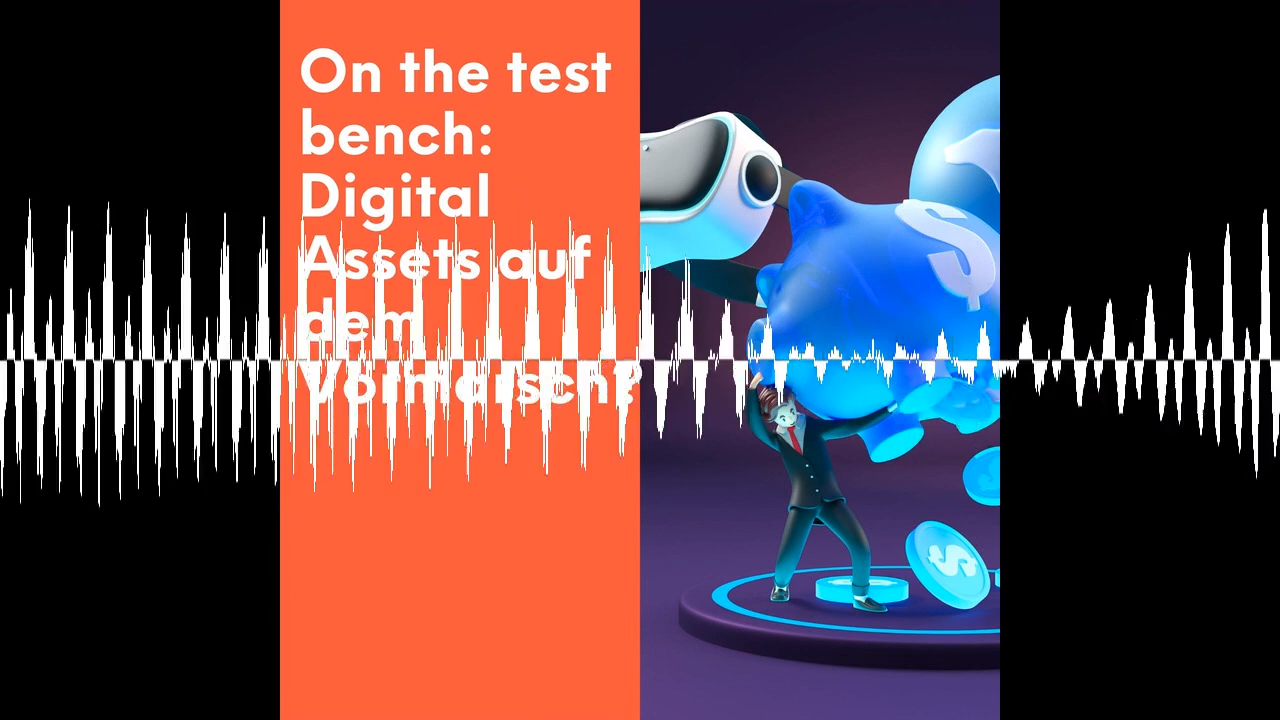 On the test
bench:
Digital
Assets auf
dem
Vormarsch?
$
$